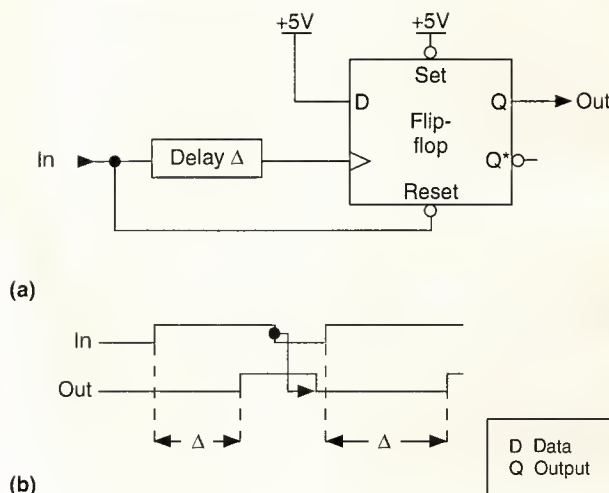 +5V +5V
Set
D Q Out
Flip-
flop
In Delay Δ
Q*
Reset
(a)
In
Out
Δ Δ
(b)
D Data
Q Output